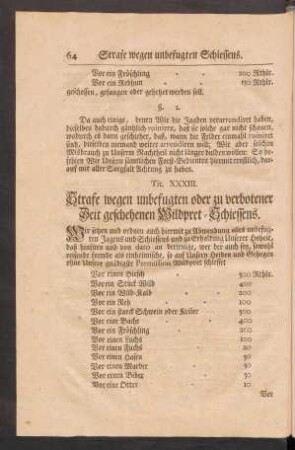 64 Strafe wegen unbefugten Schiessens.
Vor ein Fröschling - - 200 Rthlr.
Vor ein Rebhun - - 150 Rthlr.
geschossen, gefangen oder gehetzet werden soll.
§. 2.
Da auch einige, denen Wir die Jagden verarrendiret haben,
dieselben dadurch gäntzlich ruiniren, daß sie solche gar nicht schonen,
wodurch es dann geschiehet, daß, wann die Felder einmahl ruiniret
sind, dieselben niemand weiter arrendiren will; Wir aber solchen
Mißbrauch zu Unserm Nachtheil nicht länger dulden wollen: So be-
fehlen Wir Unsern sämtlichen Forst-Bedienten hiermit ernstlich, dar-
auf mit aller Sorgfalt Achtung zu haben.
Tit. XXXIII.
Strafe wegen unbefugten oder zu verbotener
Zeit geschehenen Wildpret-Schiessens.
Wir setzen und ordnen auch hiermit zu Abwendung alles unbefug-
ten Jagens und Schiessens und zu Erhaltung Unserer Hoheit,
daß hinführo und von dato an derjenige, wer der auch sey, sowohl
reisende fremde als einheimische, so auf Unsern Heiden und Gehegen
ohne Unsere gnädigste Permission Wildpret schiesset
Vor einen Hirsch - 500 Rthlr.
Vor ein Stück Wild - 400
Vor ein Wild-Kalb - 200
Vor ein Reh - 100
Vor ein starck Schwein oder Keiler - 300
Vor eine Bache - 400
Vor ein Fröschling - 200
Vor einen Luchs - 100
Vor einen Fuchs - 20
Vor einen Hasen - 50
Vor einen Marder - 50
Vor einen Biber - 50
Vor eine Otter - 10
Vor